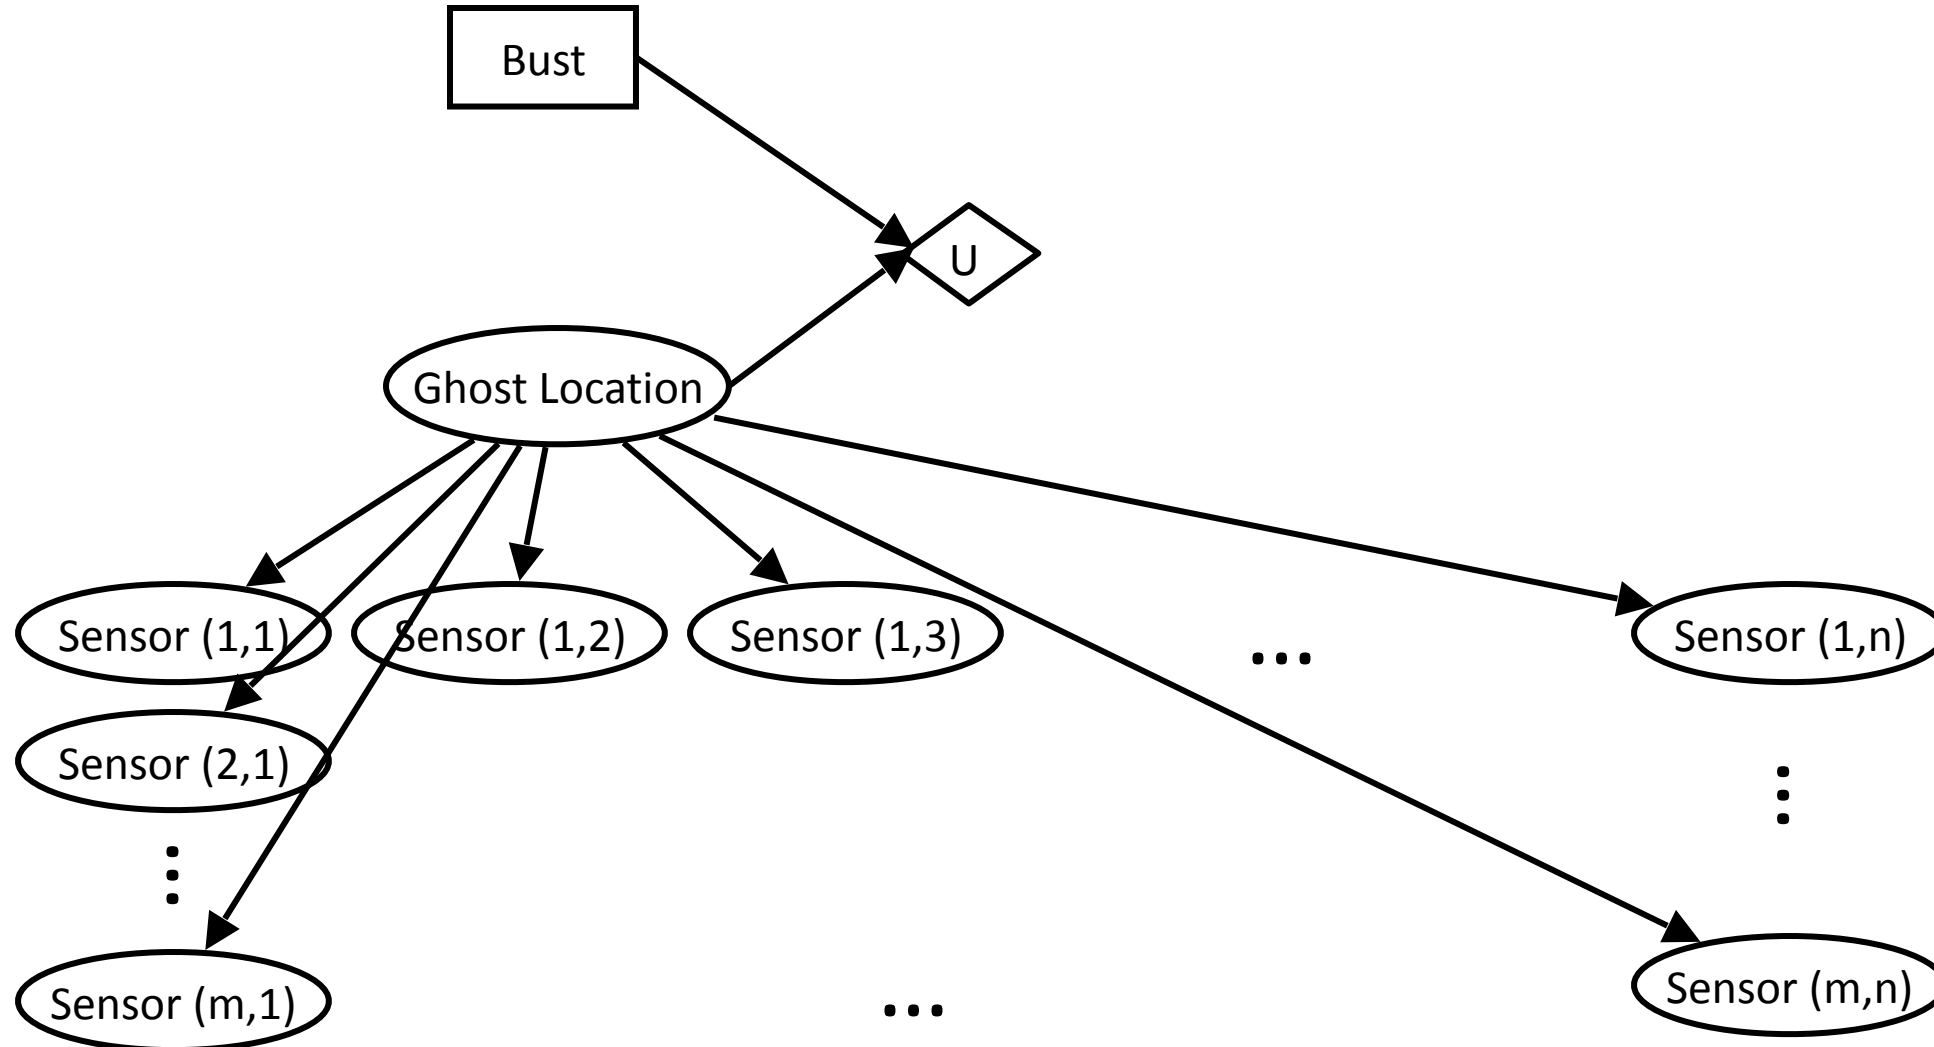 Bust
U
Ghost Location
Sensor (1,1)
Sensor (1,2)
Sensor (1,3)
...
Sensor (1,n)
Sensor (2,1)
...
...
Sensor (m,1)
...
Sensor (m,n)